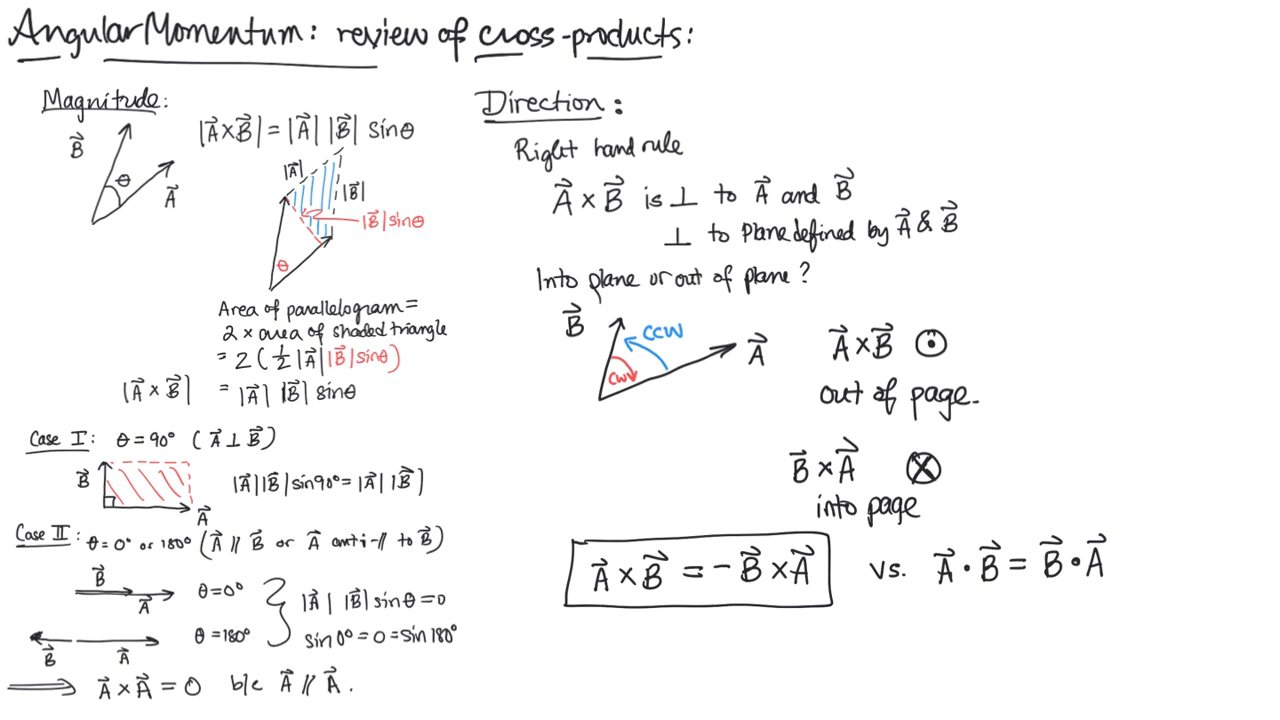 Angular Momentum: review of cross-products:
Magnitude:
B⃗
θ
A⃗
|A⃗×B⃗| = |A⃗| |B⃗| sinθ
|A⃗|
|B⃗|
|B⃗|sinθ
θ
Area of parallelogram =
2 × area of shaded triangle
= 2 (½ |A⃗| |B⃗| sinθ)
|A⃗ × B⃗| = |A⃗| |B⃗| sinθ
Case I: θ = 90° (A⃗ ⊥ B⃗)
B⃗
A⃗
|A⃗||B⃗| sin90° = |A⃗| |B⃗|
Case II: θ = 0° or 180° (A⃗ // B⃗ or A⃗ anti-// to B⃗)
B⃗
A⃗
θ = 0°
|A⃗| |B⃗| sinθ = 0
B⃗
A⃗
θ = 180°
sin 0° = 0 = sin 180°
⟹ A⃗ × A⃗ = 0 b/c A⃗ // A⃗.
Direction:
Right hand rule
A⃗ × B⃗ is ⊥ to A⃗ and B⃗
⊥ to plane defined by A⃗ & B⃗
Into plane or out of plane?
B⃗
CCW
CW
A⃗
A⃗ × B⃗ ⊙
out of page.
B⃗ × A⃗ ⊗
into page
A⃗ × B⃗ = - B⃗ × A⃗ vs. A⃗ · B⃗ = B⃗ · A⃗